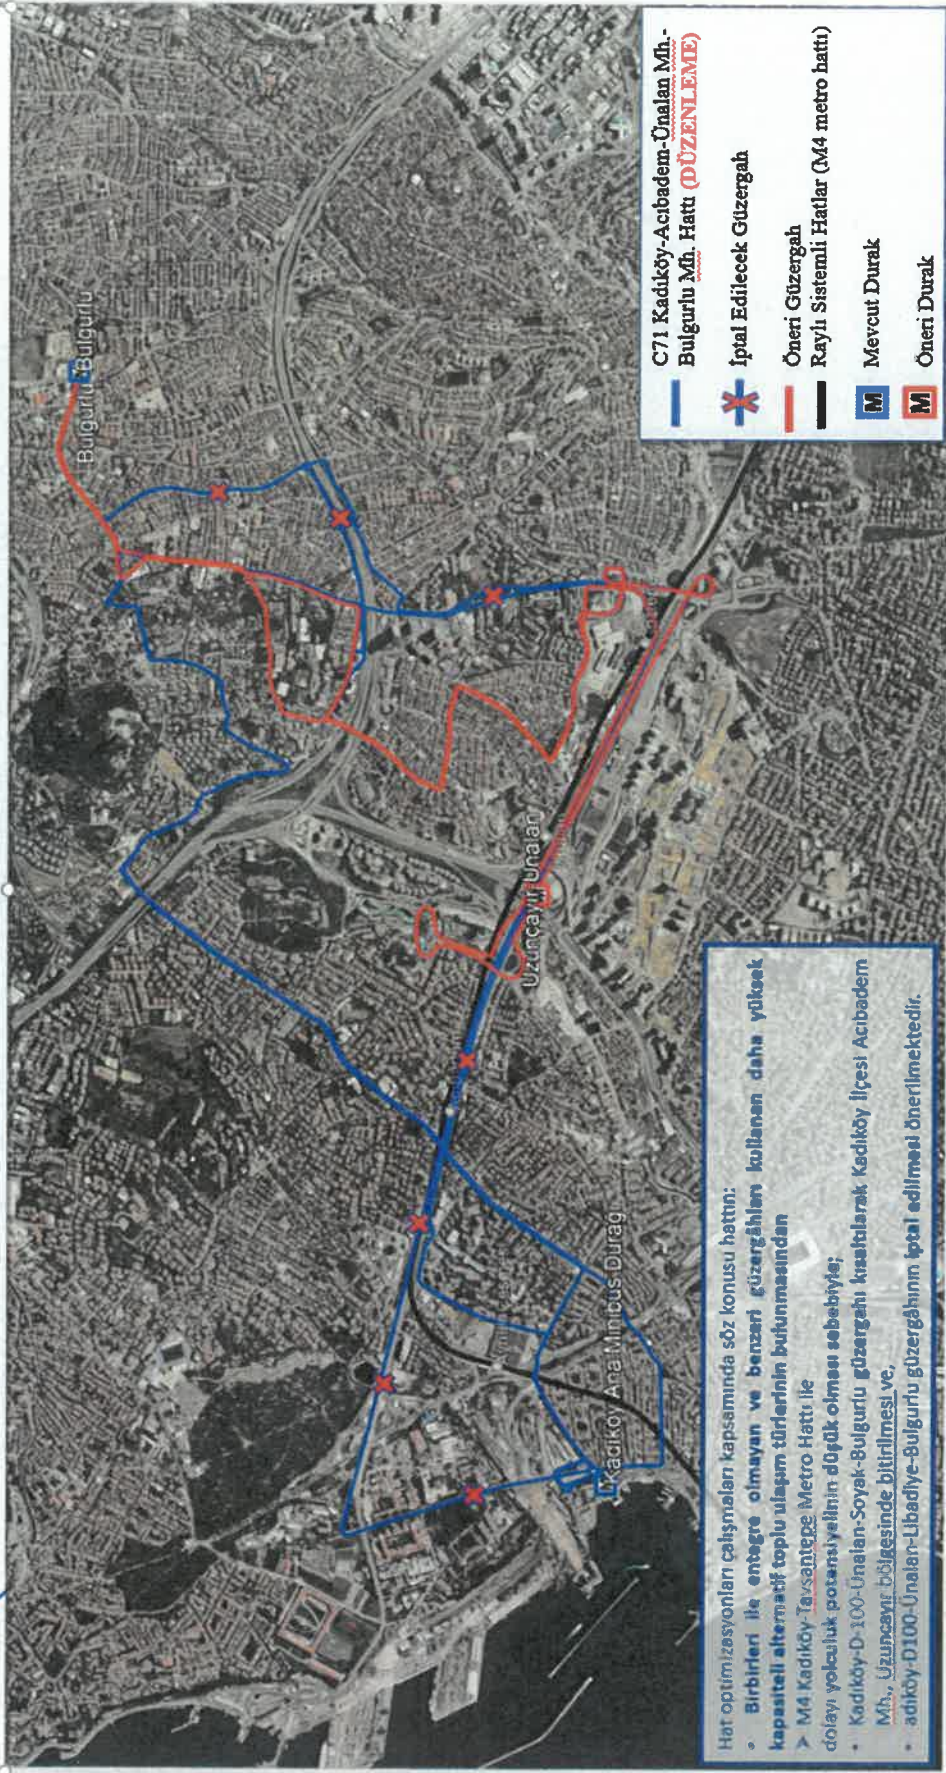 C71 Kadıköy-Acıbadem-Ünalan Mh.-
Bulgurlu Mh. Hattı (DÜZENLEME)
İptal Edilecek Güzergah
Öneri Güzergah
Raylı Sistemli Hatlar (M4 metro hattı)
M Mevcut Durak
M Öneri Durak
Bulgurlu Bulgurlu
Uzunçayır Ünalan
Kadıköy Ana Minibüs Durağ
Hat optimizasyonları çalışmaları kapsamında söz konusu hattın:
• Birbirleri ile entegre olmayan ve benzeri güzergâhları kullanan daha yüksek
kapasiteli alternatif toplu ulaşım türlerinin bulunmasından
➤ M4 Kadıköy-Tavşantepe Metro Hattı ile
dolayı yolculuk potansiyelinin düşük olması sebebiyle;
• Kadıköy-D-100-Ünalan-Soyak-Bulgurlu güzergahı kısaltılarak Kadıköy İlçesi Acıbadem
Mh., Uzunçayır bölgesinde bitirilmesi ve,
• adıköy-D100-Ünalan-Libadiye-Bulgurlu güzergâhının iptal edilmesi önerilmektedir.